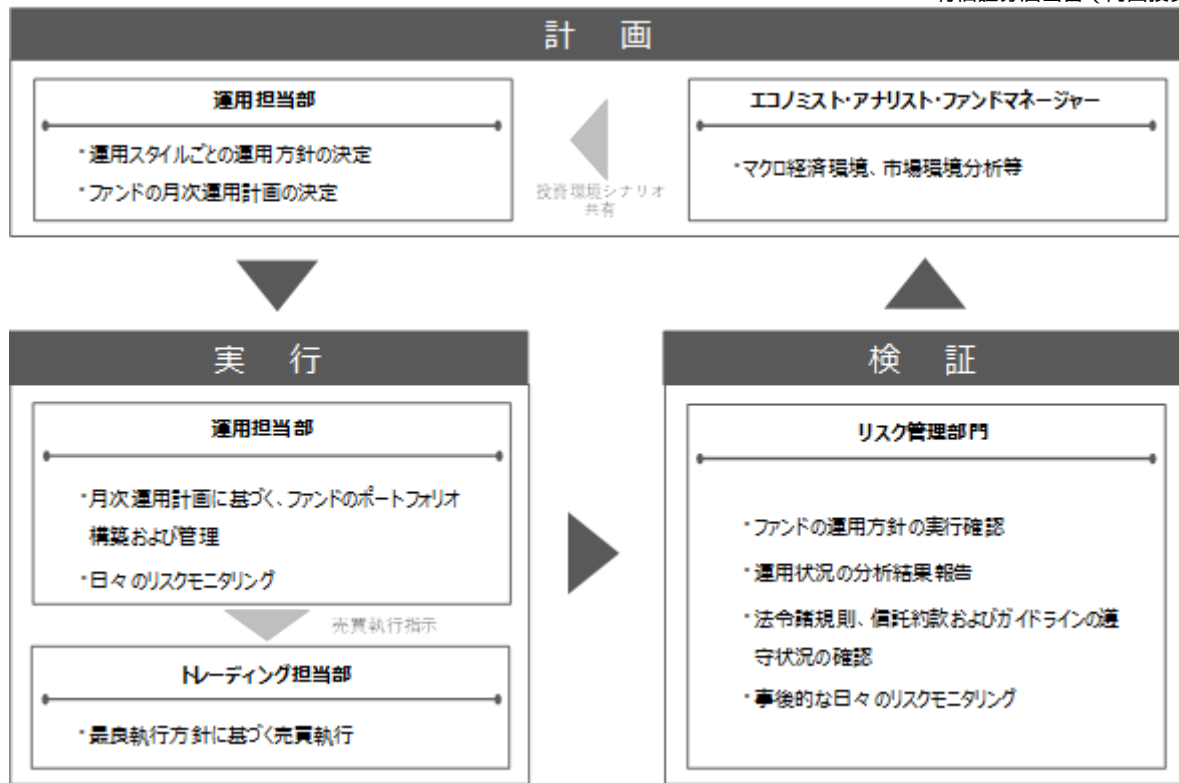 計 画
運用担当部
・運用スタイルごとの運用方針の決定
・ファンドの月次運用計画の決定
投資環境シナリオ
共有
エコノミスト・アナリスト・ファンドマネージャー
・マクロ経済環境、市場環境分析等
実 行
運用担当部
・月次運用計画に基づく、ファンドのポートフォリオ
構築および管理
・日々のリスクモニタリング
売買執行指示
トレーディング担当部
・最良執行方針に基づく売買執行
検 証
リスク管理部門
・ファンドの運用方針の実行確認
・運用状況の分析結果報告
・法令諸規則、信託約款およびガイドラインの遵
守状況の確認
・事後的な日々のリスクモニタリング